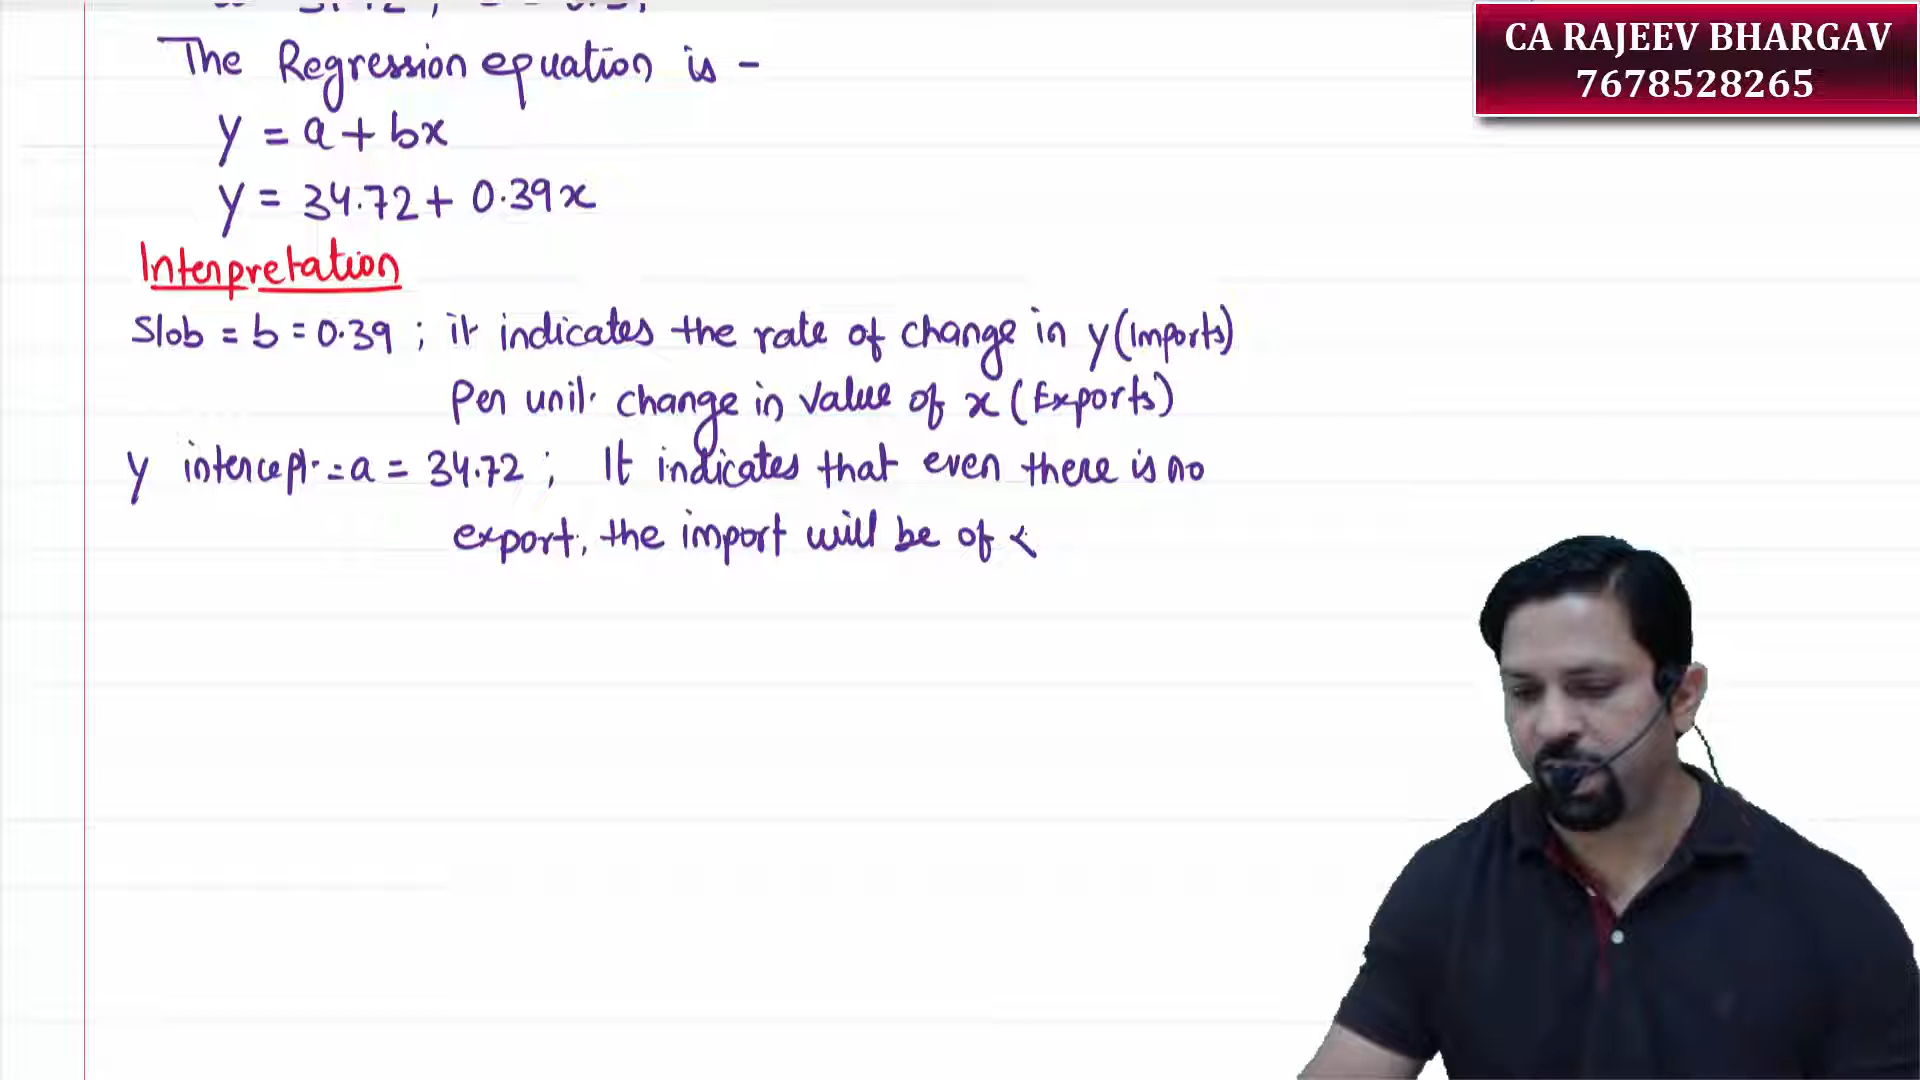 CA RAJEEV BHARGAV
7678528265
The Regression equation is -
y = a + bx
y = 34.72 + 0.39x
Interpretation
Slob = b = 0.39 ; it indicates the rate of change in y (Imports)
Per unit change in value of x (Exports)
y intercept = a = 34.72 ; It indicates that even there is no
export, the import will be of